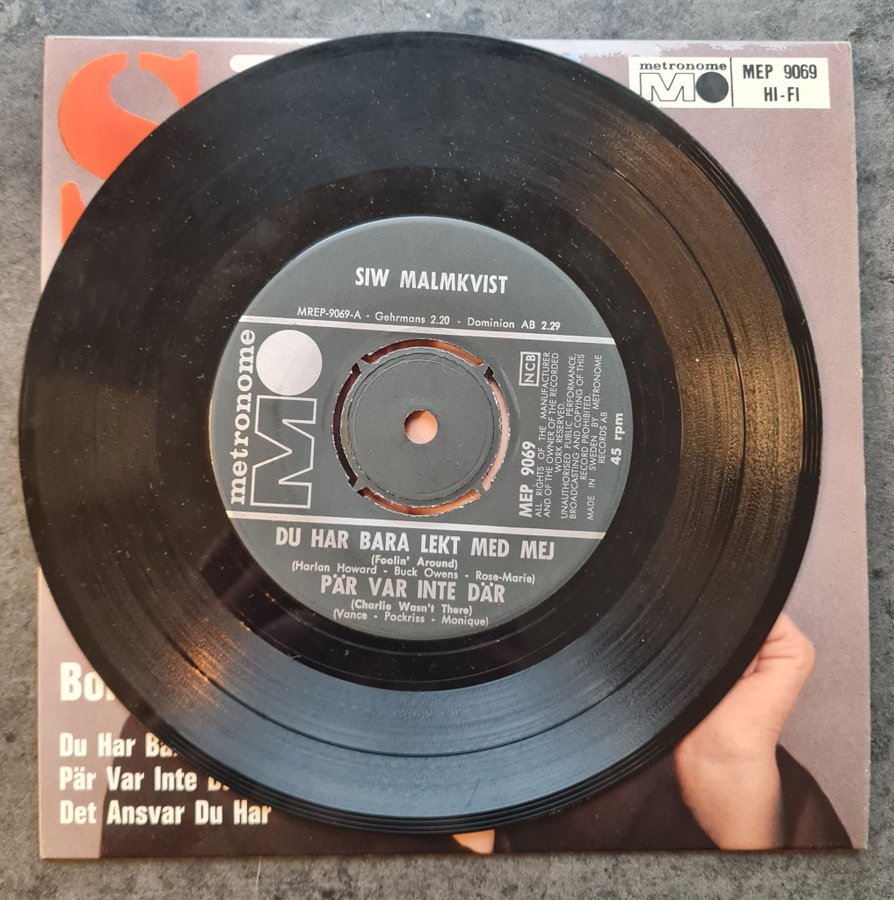 S
metronome
M
MEP 9069
HI-FI
SIW MALMKVIST
MREP-9069-A - Gehrmans 2.20 - Dominion AB 2.29
metronome
M
NCB
MEP 9069
ALL RIGHTS OF THE MANUFACTURER
AND OF THE OWNER OF THE RECORDED
WORK RESERVED.
UNAUTHORISED PUBLIC PERFORMANCE,
BROADCASTING AND COPYING OF THIS
RECORD PROHIBITED.
MADE IN SWEDEN BY METRONOME
RECORDS AB
45 rpm
DU HAR BARA LEKT MED MEJ
(Foolin' Around)
(Harlan Howard - Buck Owens - Rose-Marie)
PÄR VAR INTE DÄR
(Charlie Wasn't There)
(Vance - Pockriss - Monique)
Du Har
Pär Var Inte
Det Ansvar Du Har